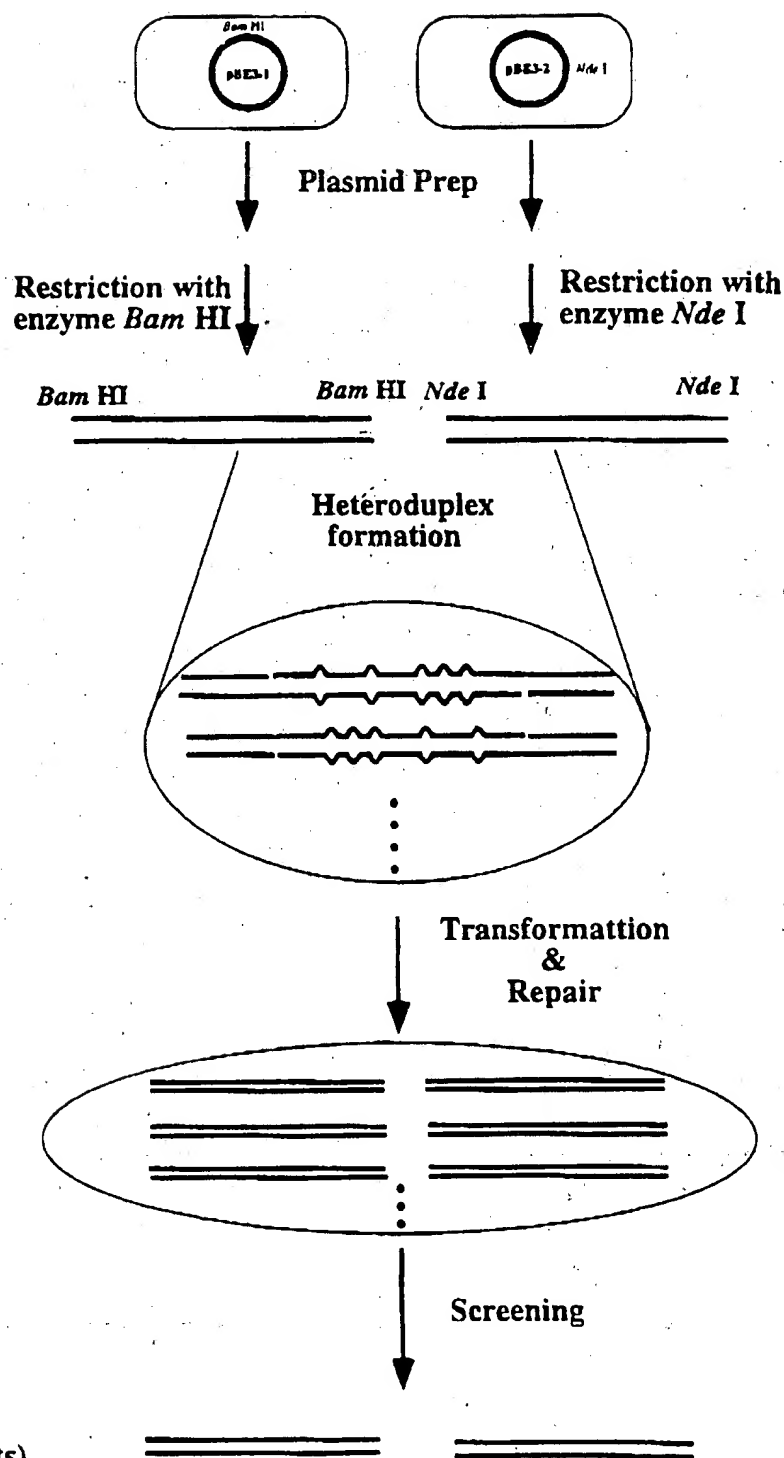 Bam HI
pBE3-1
pBE3-2 Nde I
Plasmid Prep
Restriction with
enzyme Bam HI
Restriction with
enzyme Nde I
Bam HI
Bam HI
Nde I
Nde I
Heteroduplex
formation
Transformattion
&
Repair
Screening
ts)